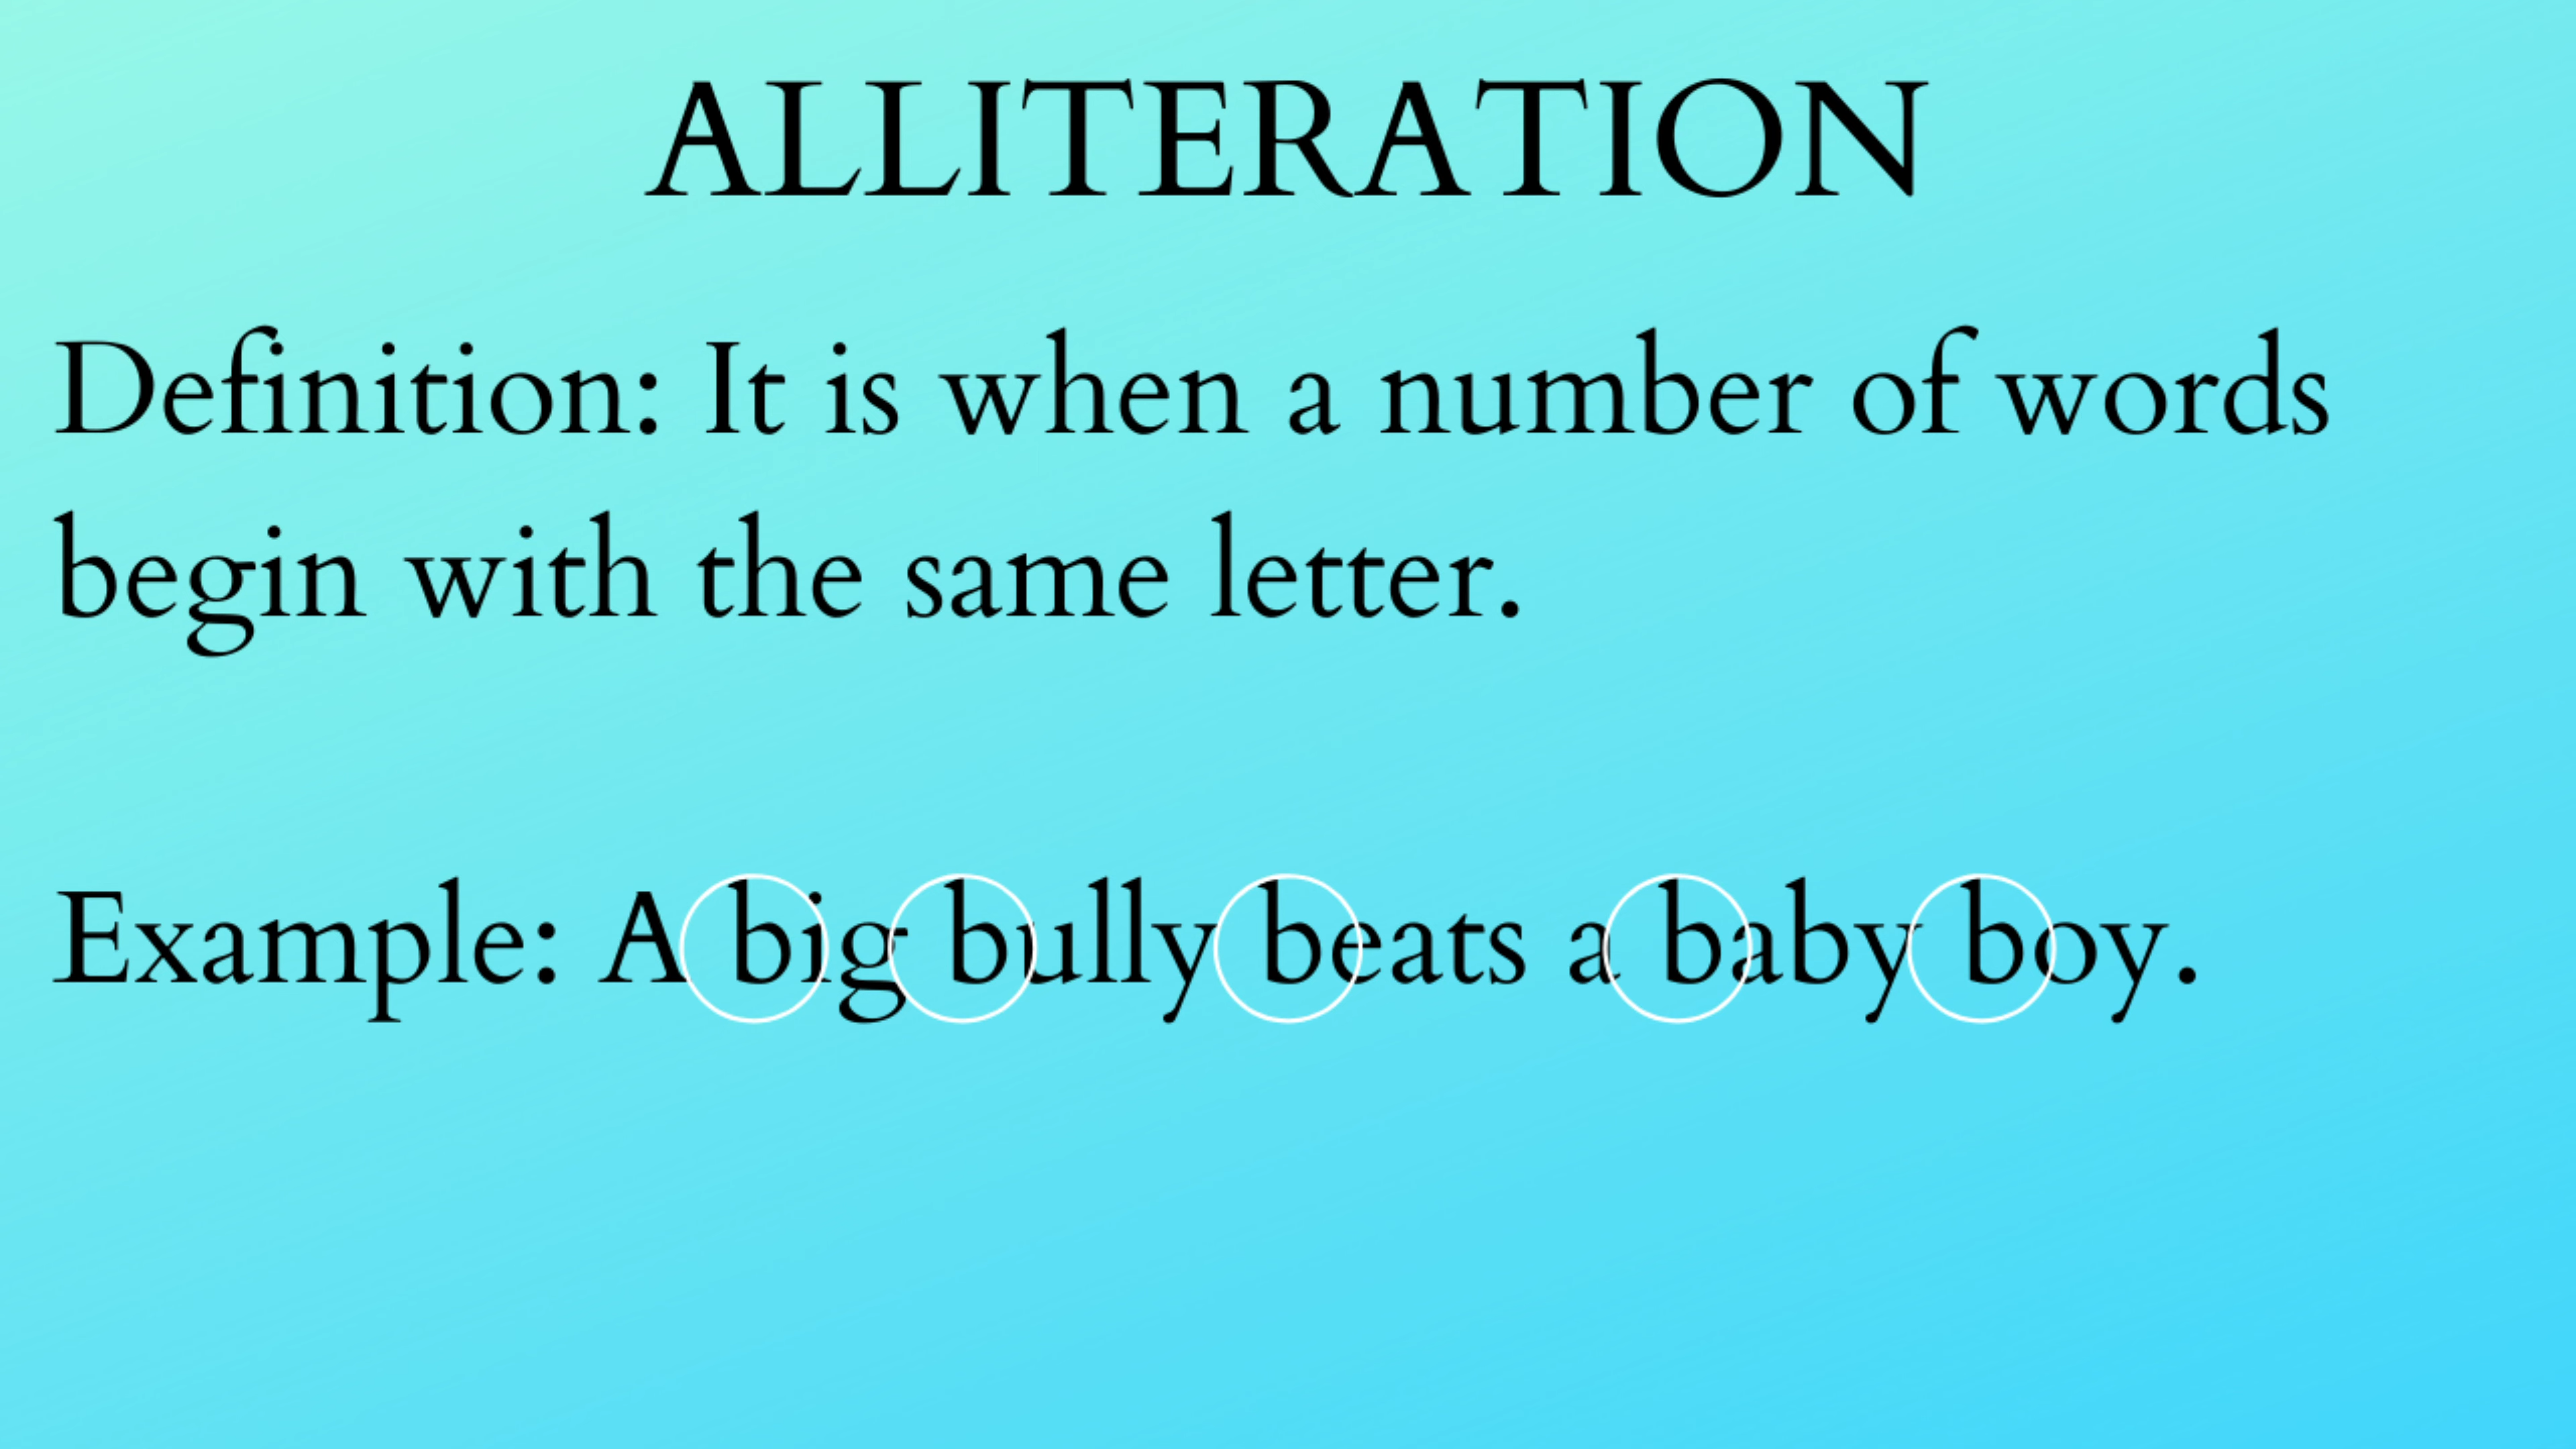 ALLITERATION
Definition: It is when a number of words
begin with the same letter.
Example: A big bully beats a baby boy.